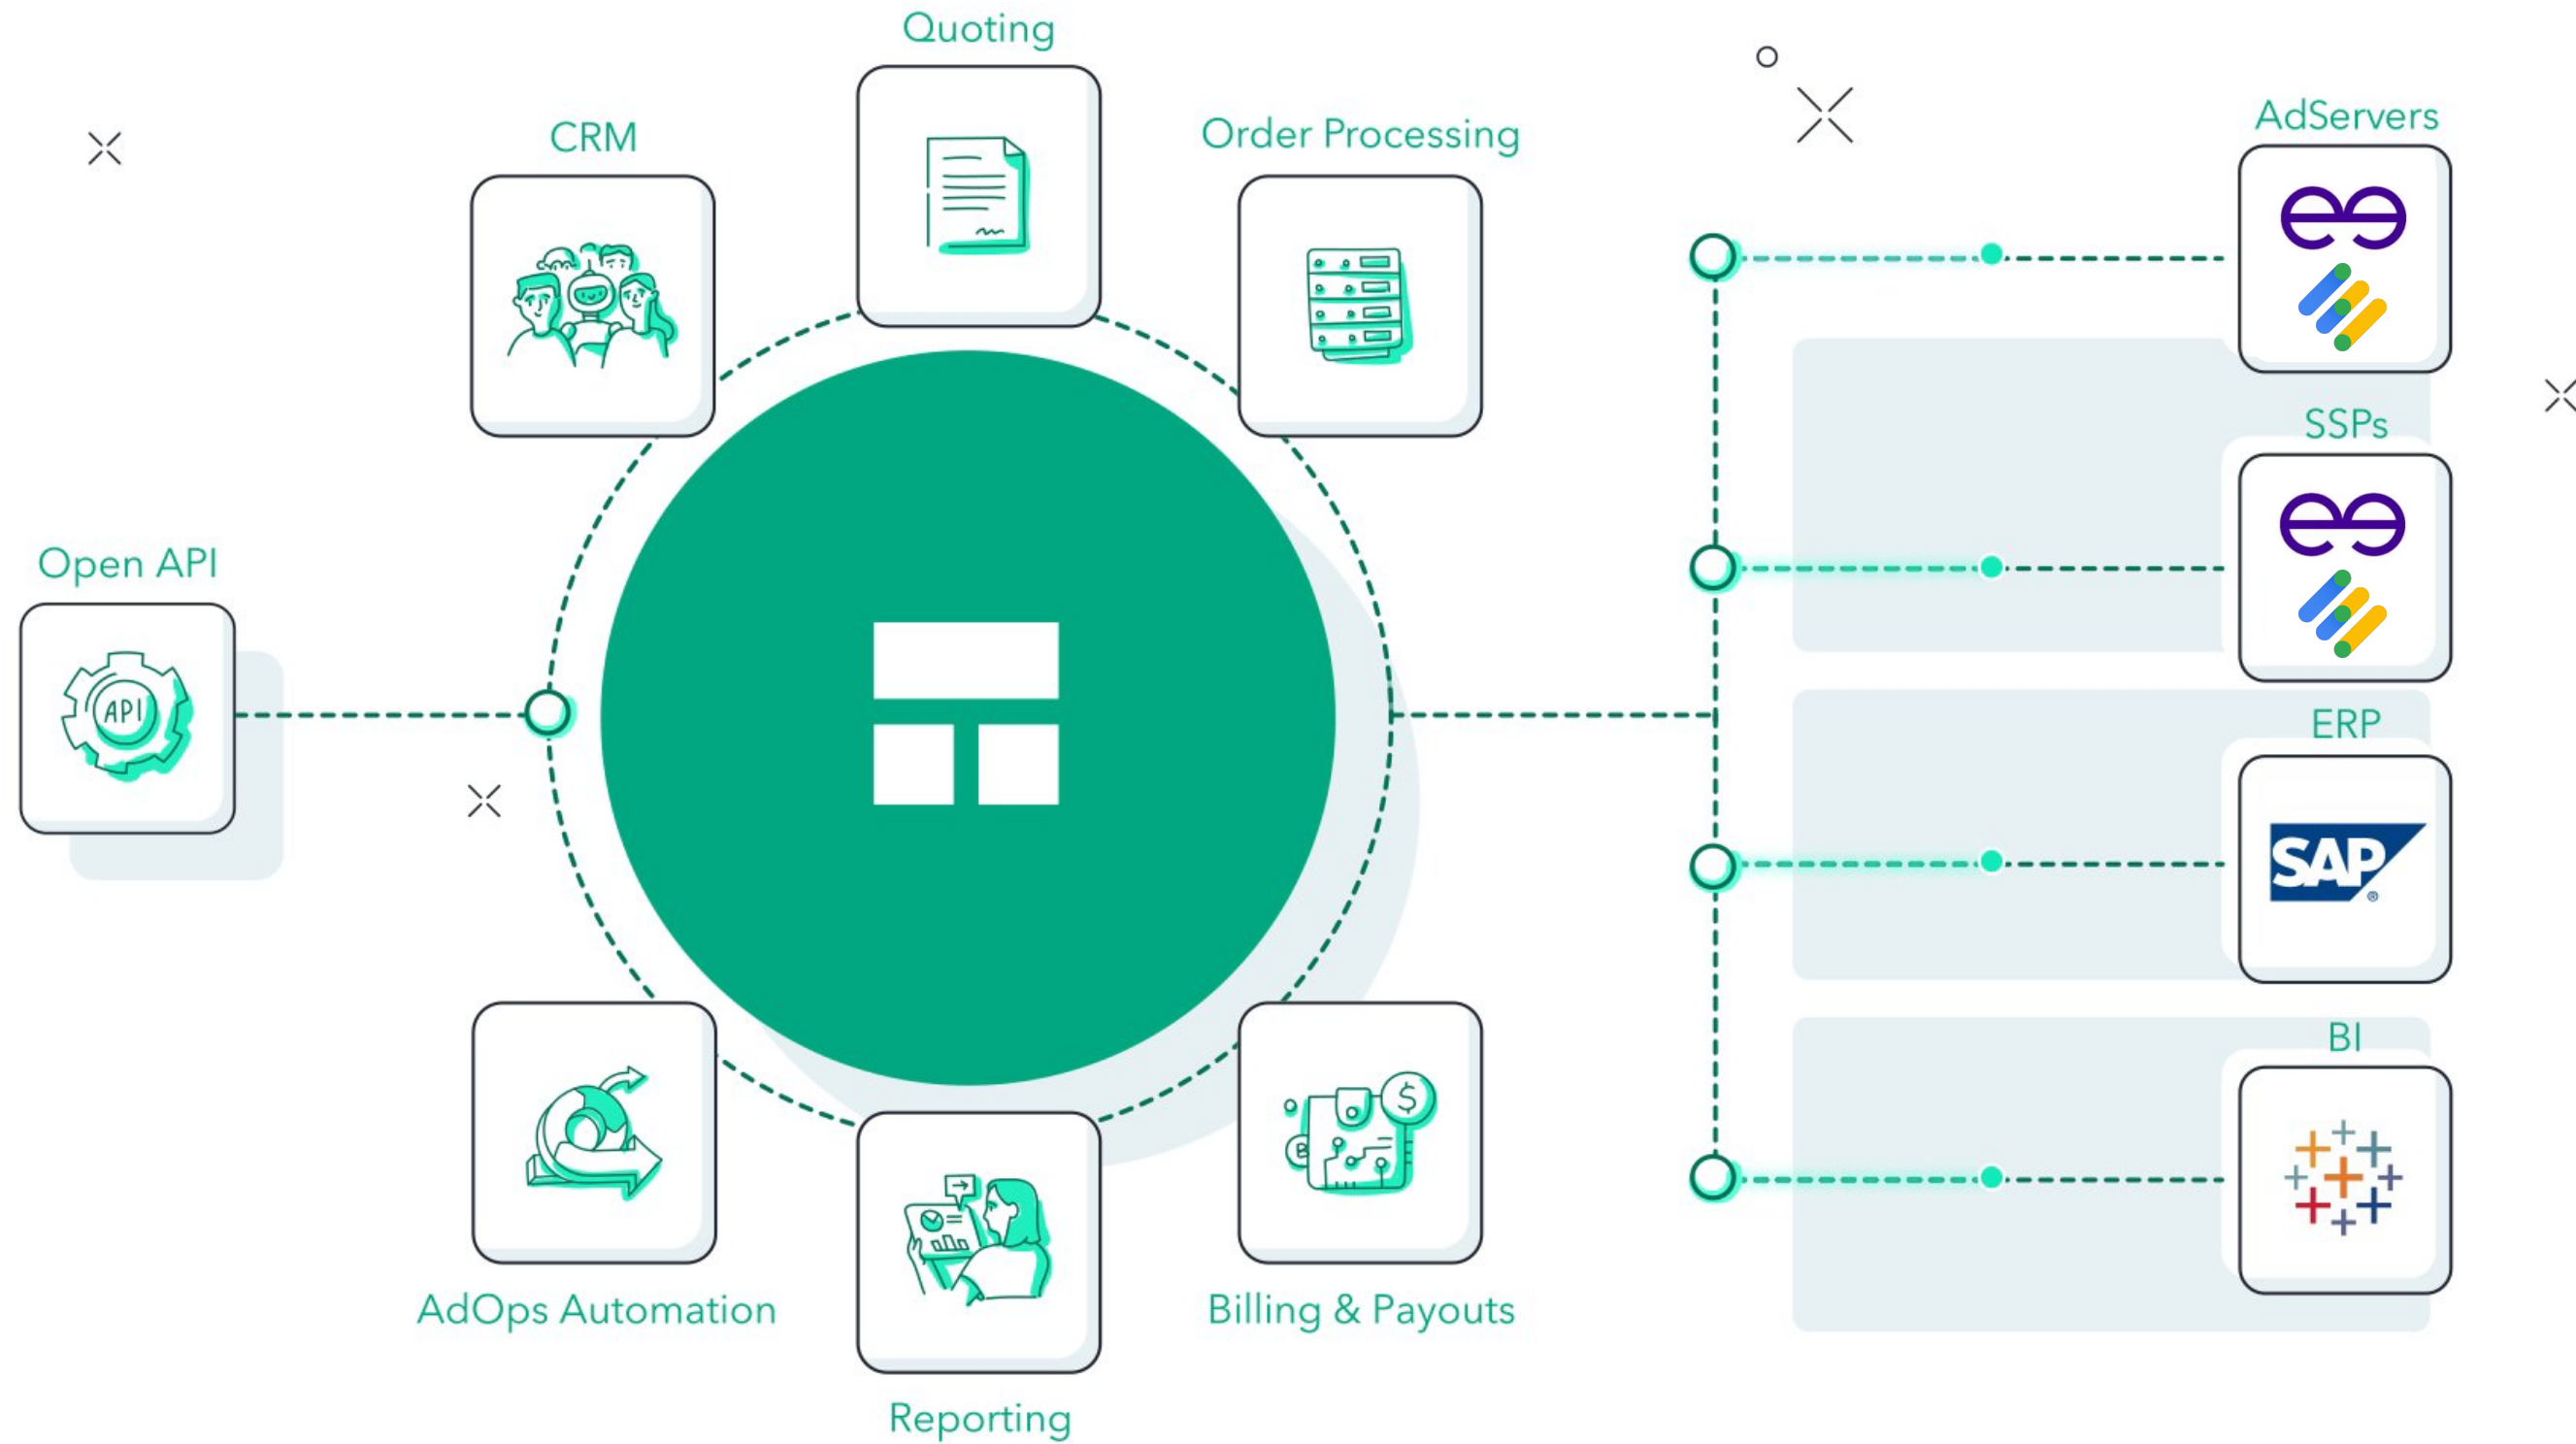 Quoting
CRM
Order Processing
AdServers
SSPs
Open API
API
ERP
SAP
®
BI
$
B
AdOps Automation
Billing & Payouts
Reporting